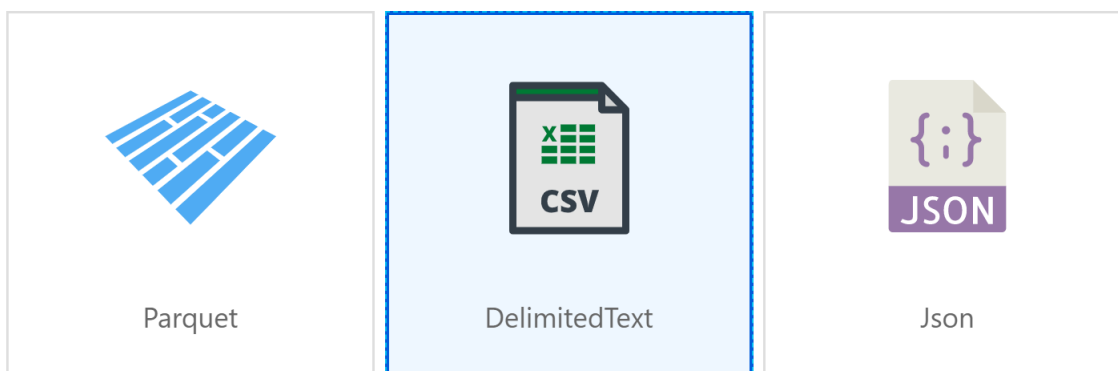 X
CSV
{;}
JSON
Parquet
DelimitedText
Json